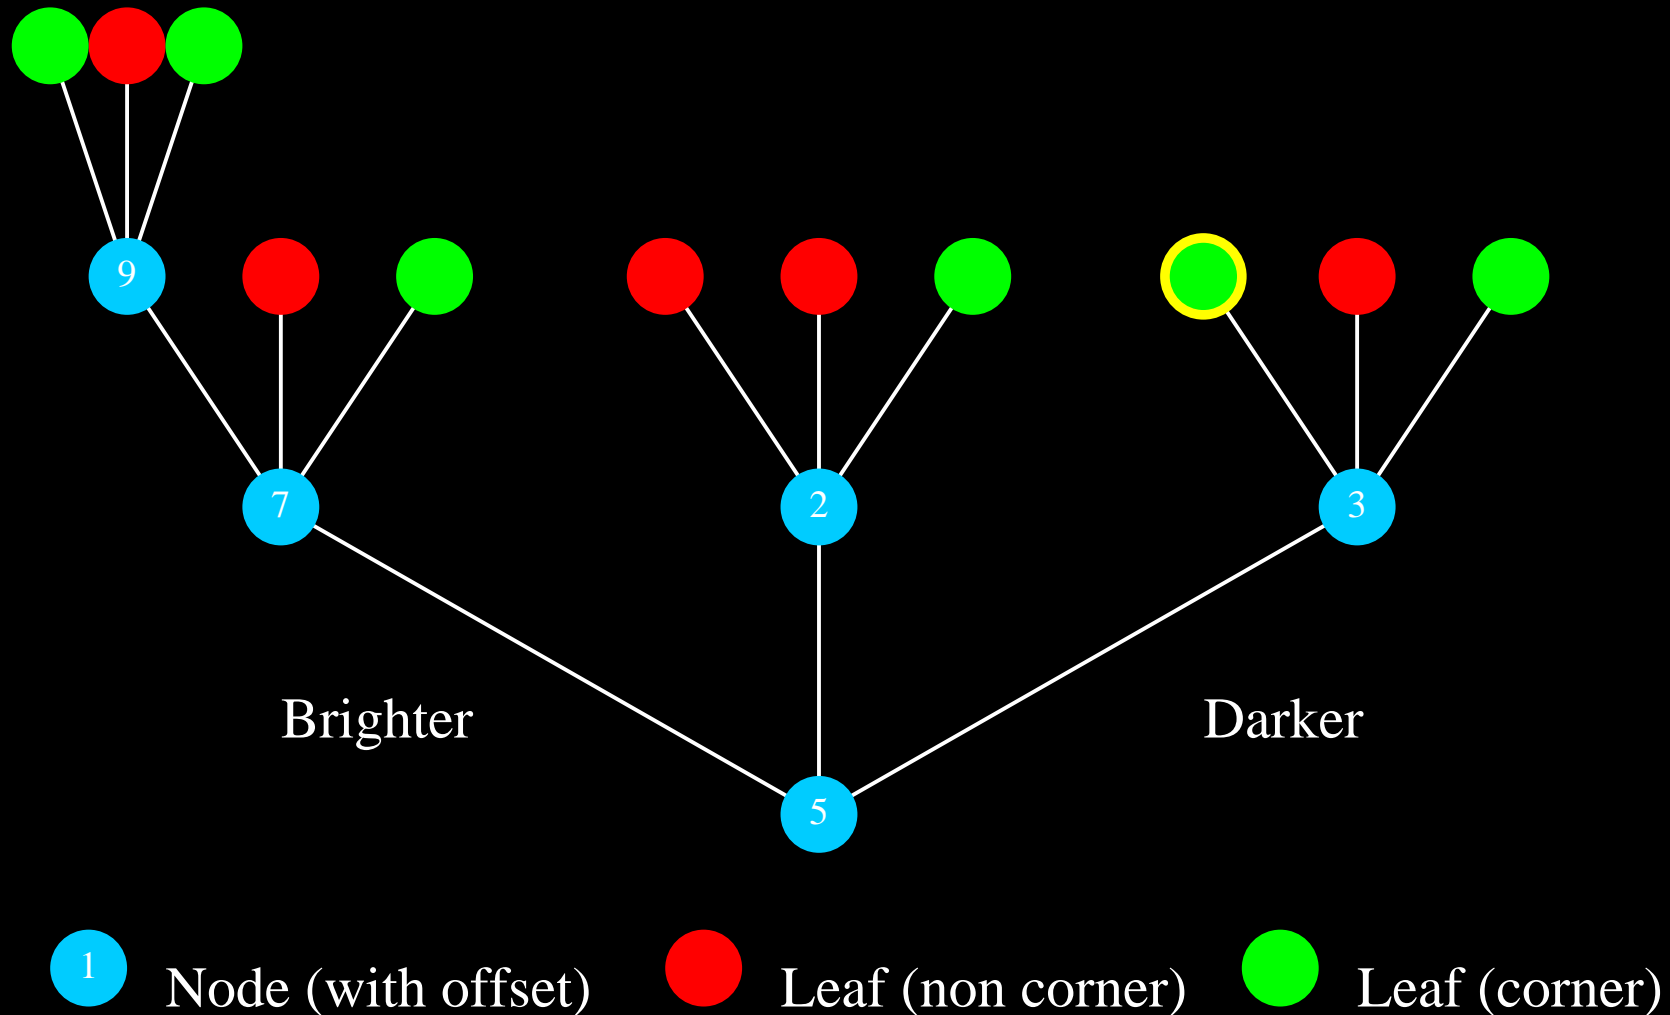 9
7
2
3
Brighter
Darker
5
1
Node (with offset)
Leaf (non corner)
Leaf (corner)